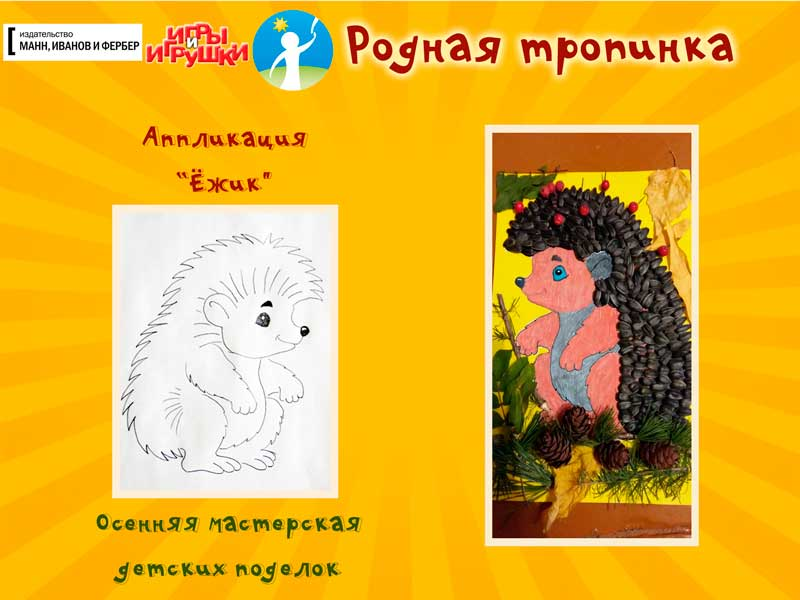 издательство
МАНН, ИВАНОВ И ФЕРБЕР
ИГРЫ
И
ИГРУШКИ
Родная тропинка
Аппликация
"Ёжик"
Осенняя мастерская
детских поделок